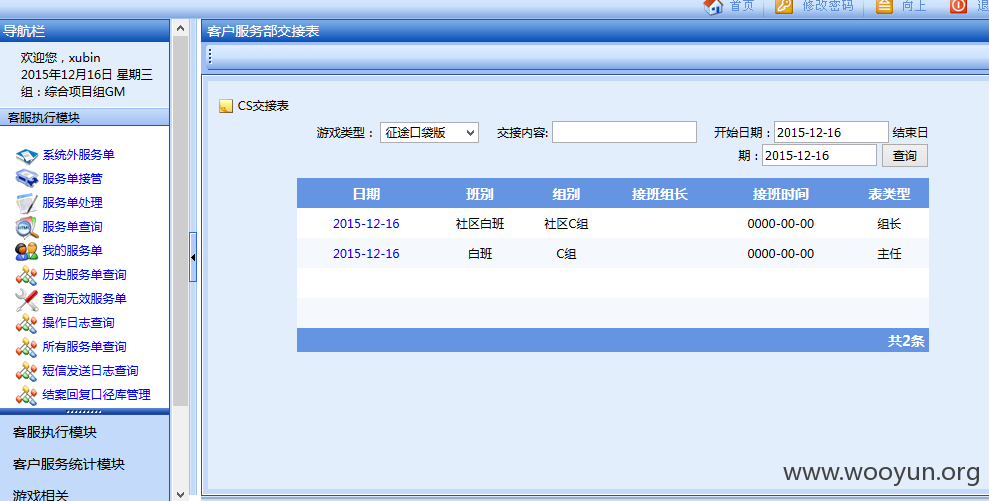 首页 修改密码 向上 退
导航栏
欢迎您，xubin
2015年12月16日 星期三
组：综合项目组GM
客服执行模块
系统外服务单
服务单接管
服务单处理
服务单查询
我的服务单
历史服务单查询
查询无效服务单
操作日志查询
所有服务单查询
短信发送日志查询
结案回复口径库管理
客服执行模块
客户服务统计模块
游戏相关
客户服务部交接表
CS交接表
游戏类型： 征途口袋版 交接内容: 开始日期：2015-12-16 结束日
期：2015-12-16 查询
日期 班别 组别 接班组长 接班时间 表类型
2015-12-16 社区白班 社区C组 0000-00-00 组长
2015-12-16 白班 C组 0000-00-00 主任
共2条
www.wooyun.org